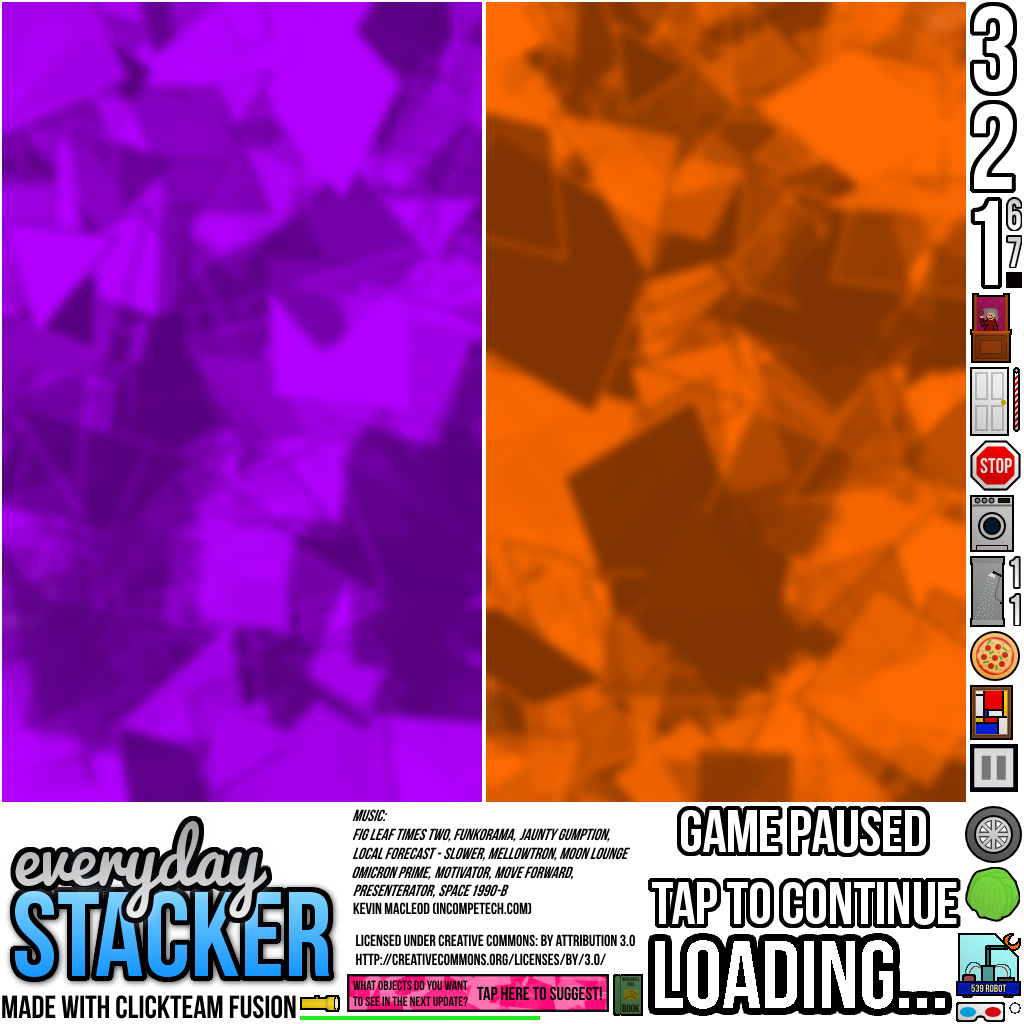 3
2
1
6
7
STOP
1
1
everyday
STACKER
MADE WITH CLICKTEAM FUSION
MUSIC:
FIG LEAF TIMES TWO, FUNKORAMA, JAUNTY GUMPTION,
LOCAL FORECAST - SLOWER, MELLOWTRON, MOON LOUNGE
OMICRON PRIME, MOTIVATOR, MOVE FORWARD,
PRESENTERATOR, SPACE 1990-B
KEVIN MACLEOD (INCOMPETECH.COM)
LICENSED UNDER CREATIVE COMMONS: BY ATTRIBUTION 3.0
HTTP://CREATIVECOMMONS.ORG/LICENSES/BY/3.0/
WHAT OBJECTS DO YOU WANT
TO SEE IN THE NEXT UPDATE?
TAP HERE TO SUGGEST!
BOOK
GAME PAUSED
TAP TO CONTINUE
LOADING...
539 ROBOT